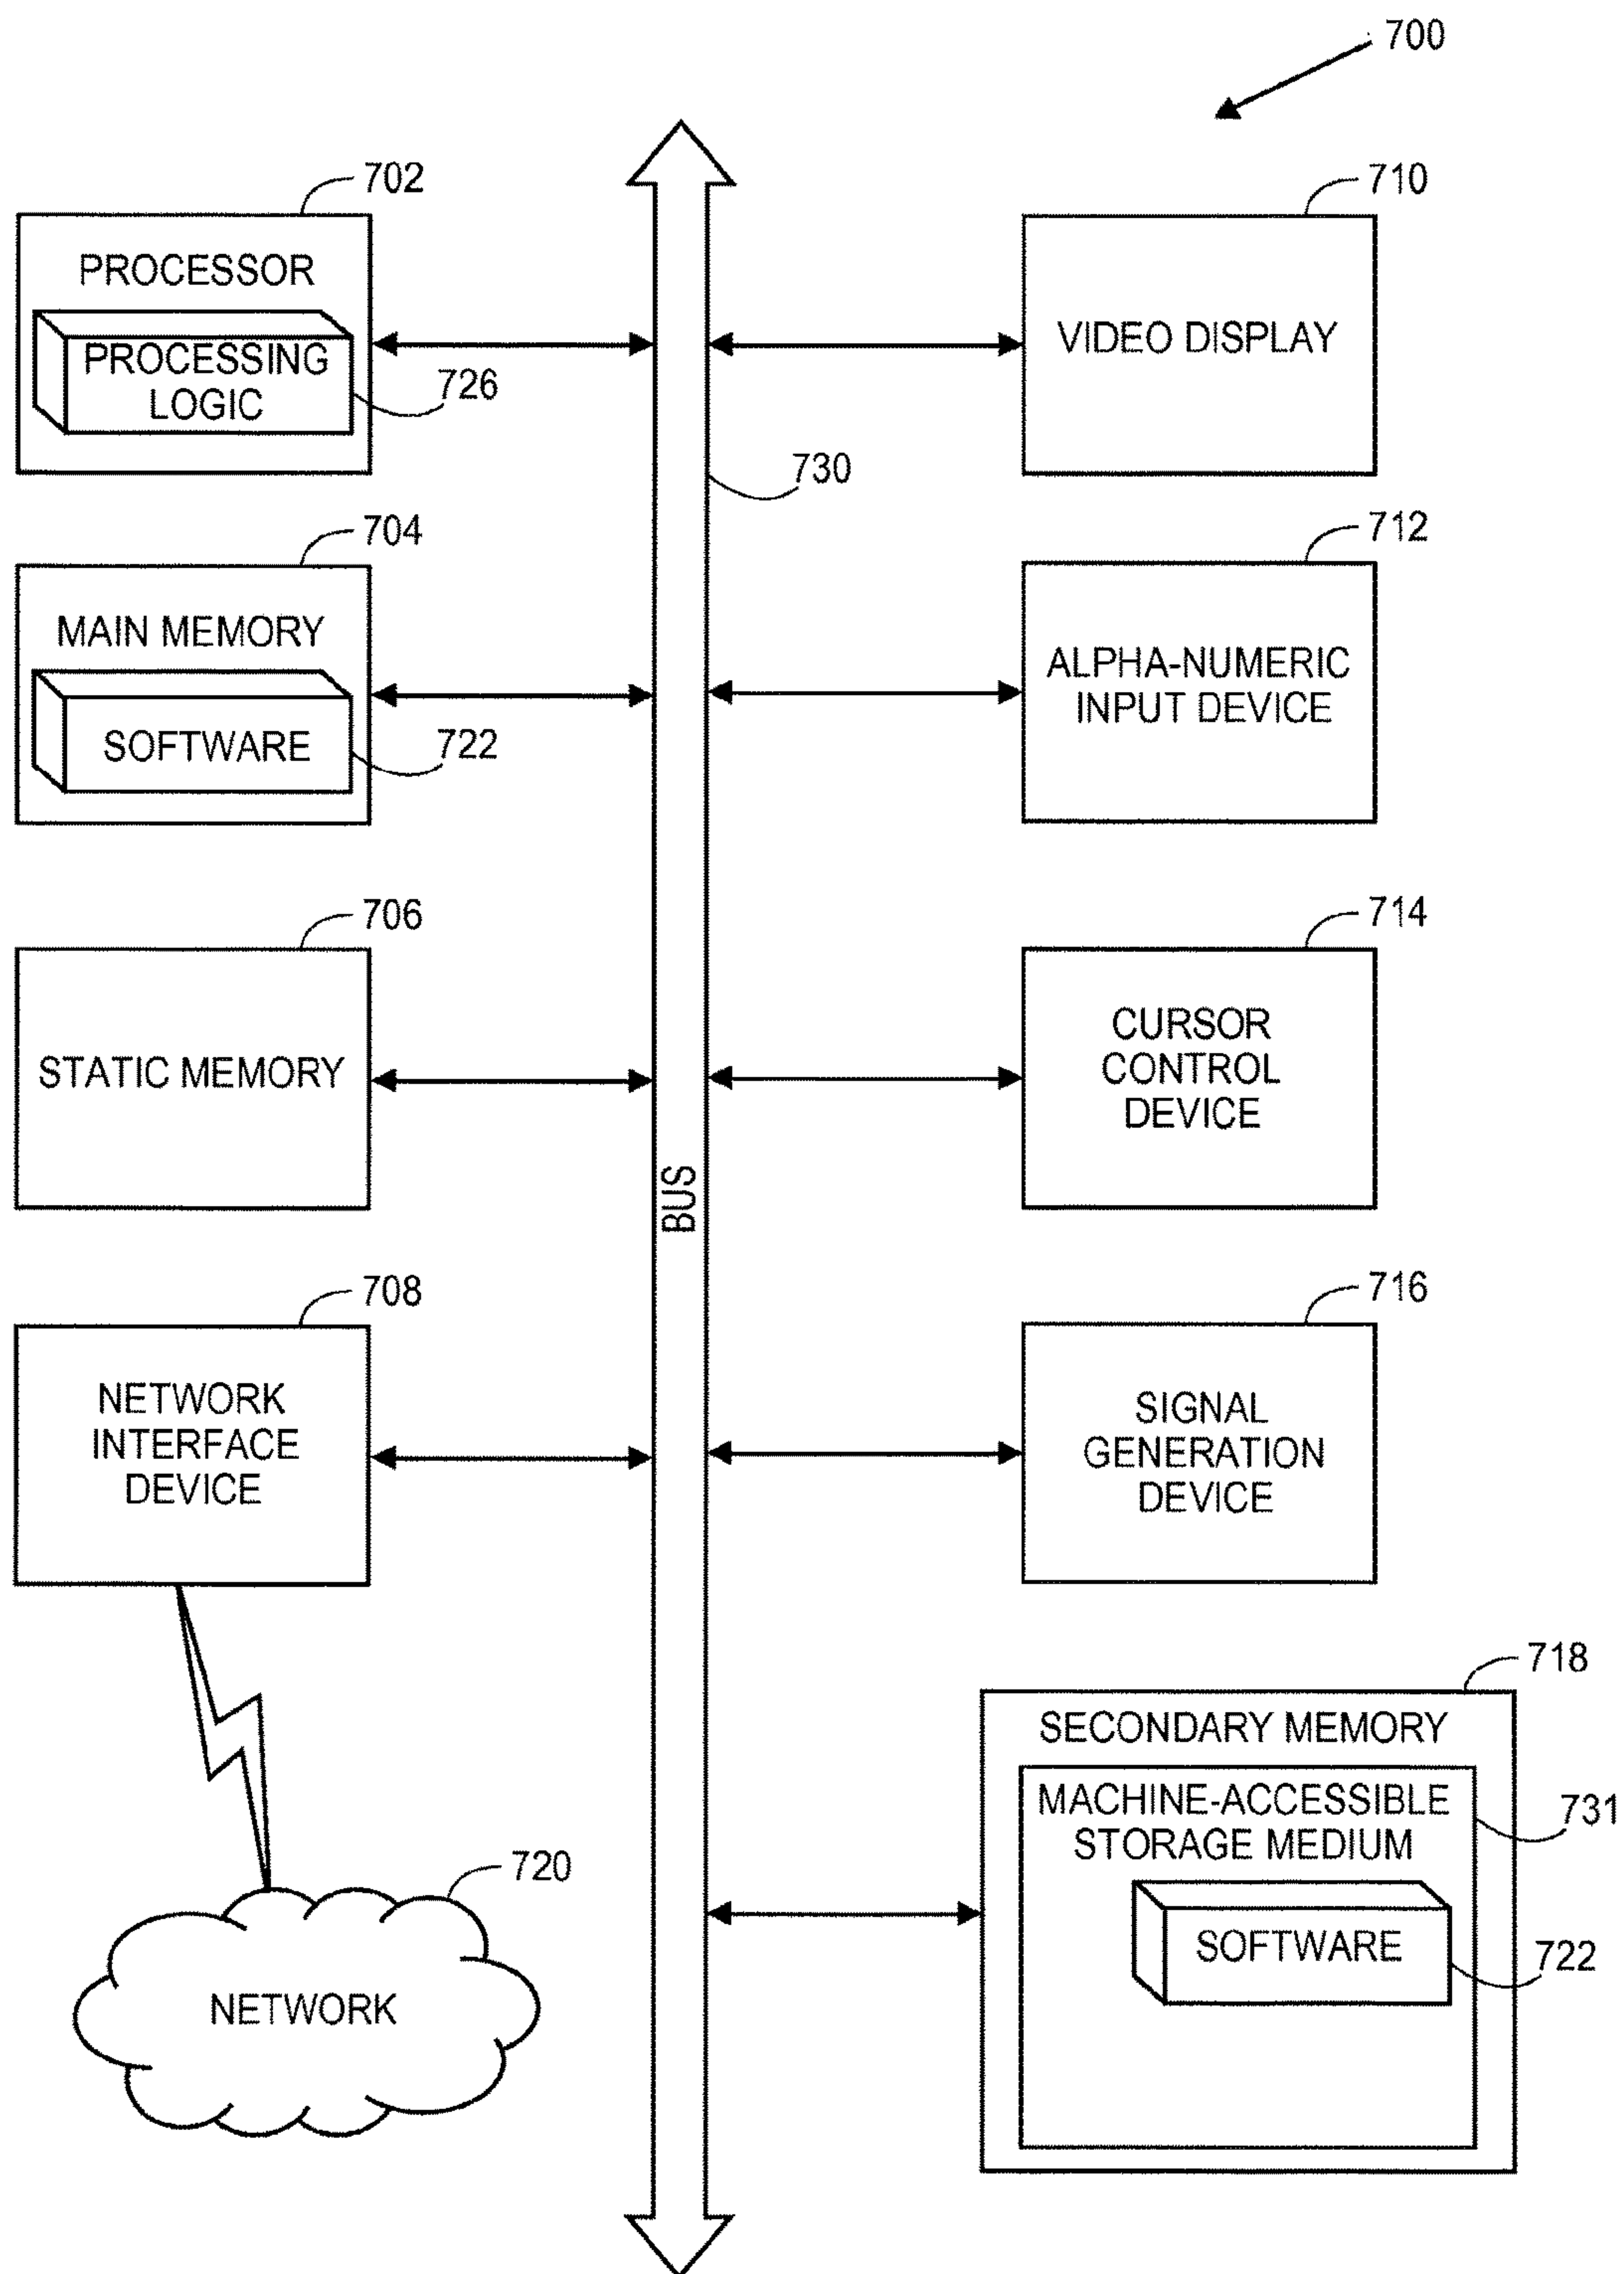 700
702
PROCESSOR
PROCESSING
LOGIC
726
710
VIDEO DISPLAY
730
704
MAIN MEMORY
SOFTWARE
722
712
ALPHA-NUMERIC
INPUT DEVICE
706
STATIC MEMORY
714
CURSOR
CONTROL
DEVICE
BUS
708
NETWORK
INTERFACE
DEVICE
716
SIGNAL
GENERATION
DEVICE
718
SECONDARY MEMORY
MACHINE-ACCESSIBLE
STORAGE MEDIUM
731
SOFTWARE
722
720
NETWORK